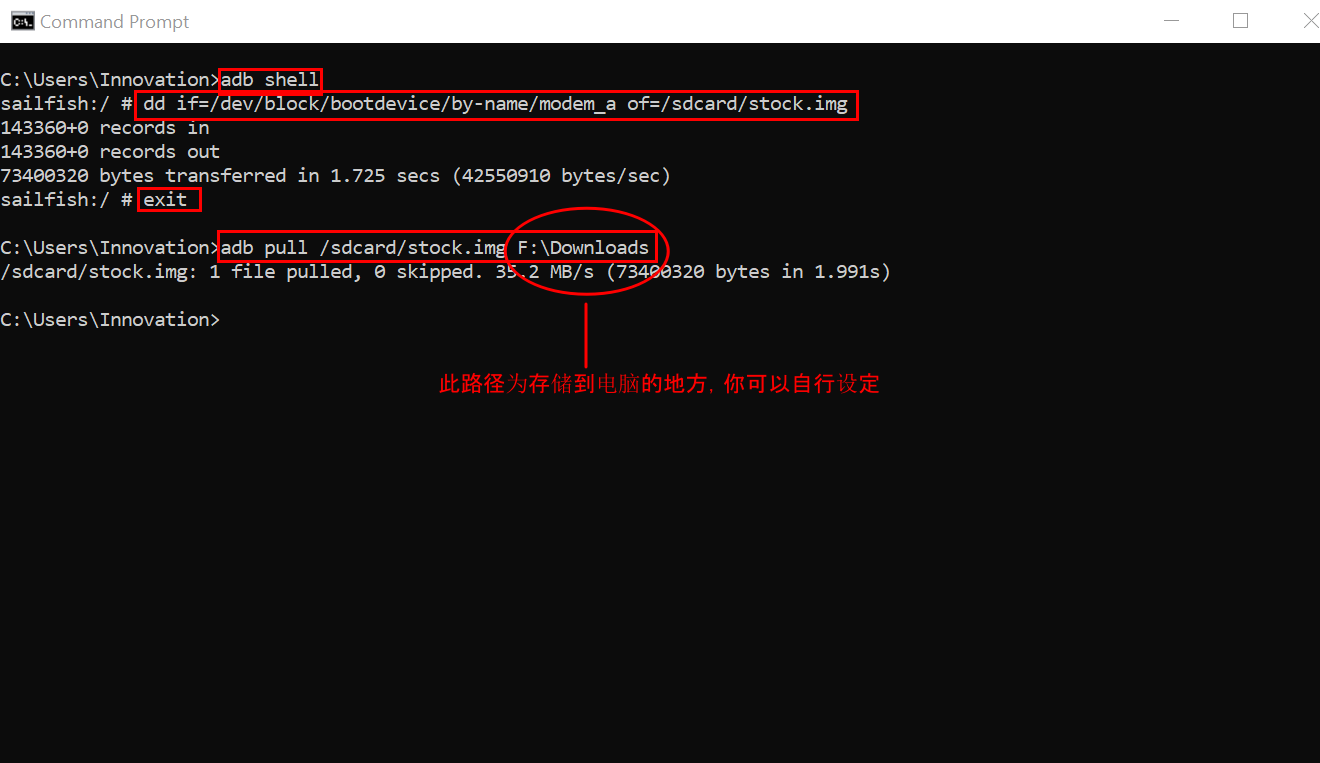 Command Prompt
C:\Users\Innovation>adb shell
sailfish:/ # dd if=/dev/block/bootdevice/by-name/modem_a of=/sdcard/stock.img
143360+0 records in
143360+0 records out
73400320 bytes transferred in 1.725 secs (42550910 bytes/sec)
sailfish:/ # exit
C:\Users\Innovation>adb pull /sdcard/stock.img F:\Downloads
/sdcard/stock.img: 1 file pulled, 0 skipped. 35.2 MB/s (73400320 bytes in 1.991s)
C:\Users\Innovation>
此路径为存储到电脑的地方, 你可以自行设定